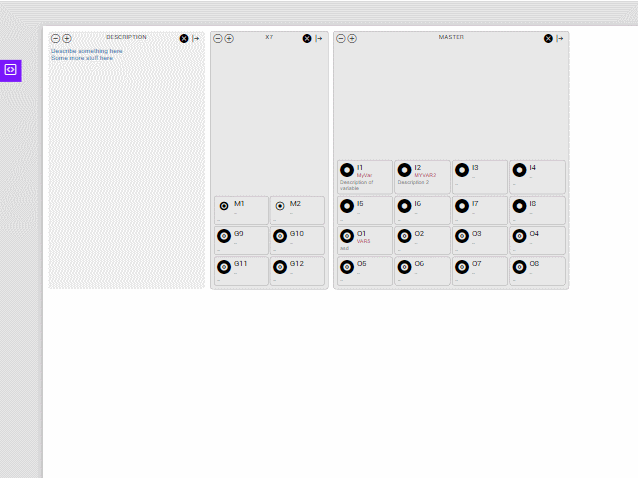 DESCRIPTION
Describe something here
Some more stuff here
X7
M1
M2
G9
G10
G11
G12
MASTER
I1
MyVar
Description of
variable
I2
MYVAR2
Description 2
I3
I4
I5
I6
I7
I8
O1
VAR5
asd
O2
O3
O4
O5
O6
O7
O8